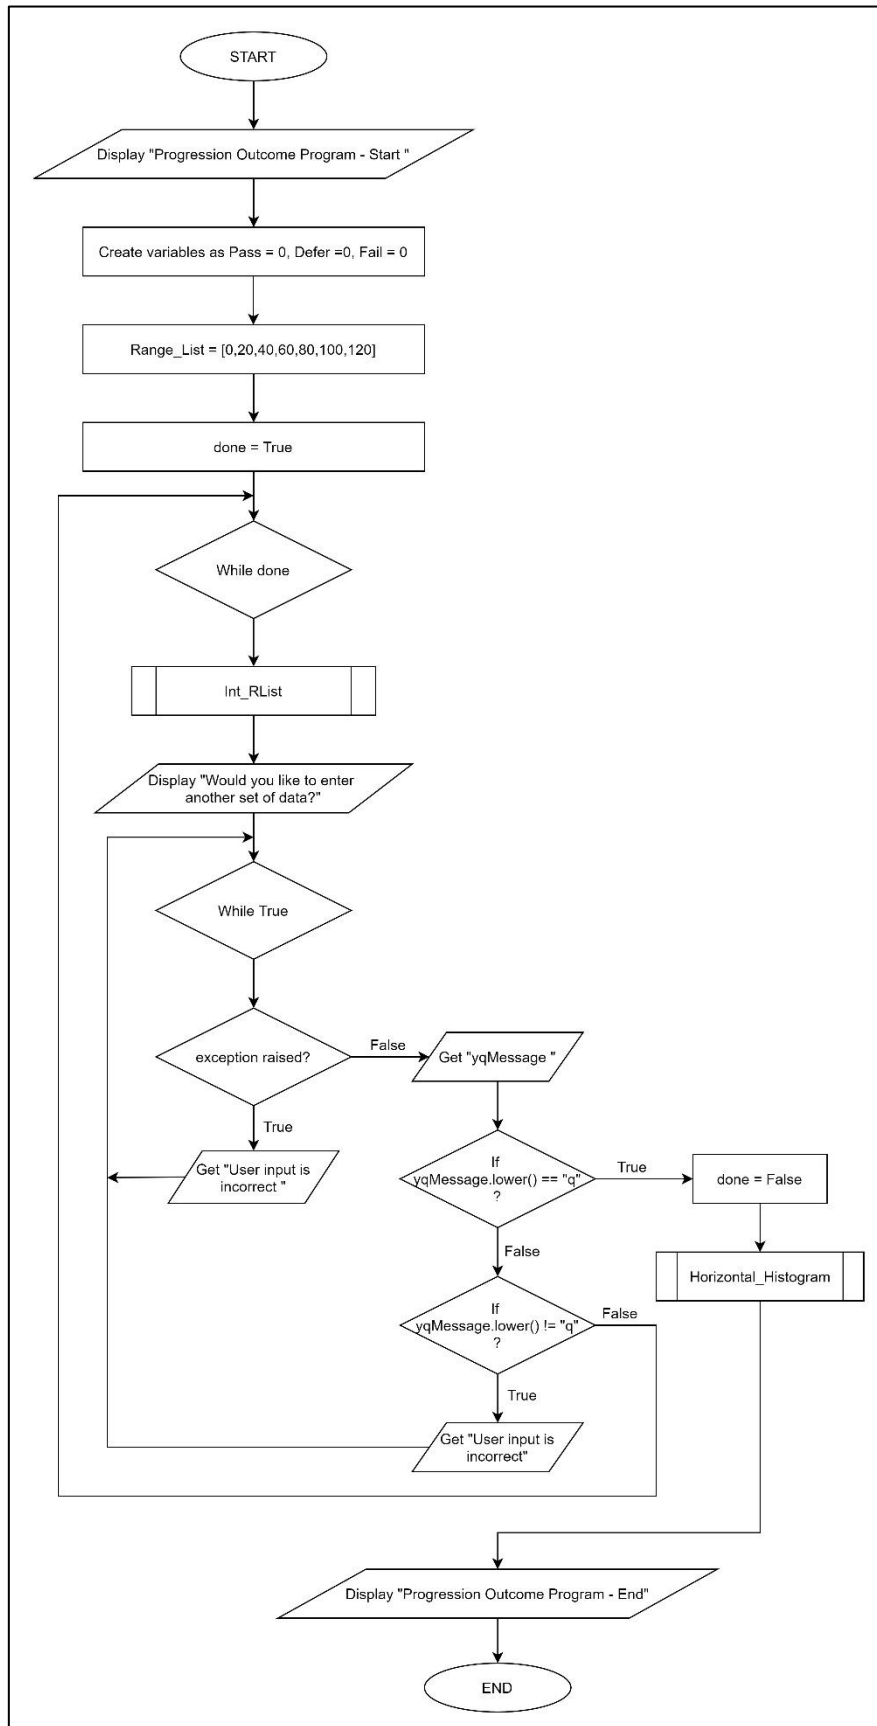 START
Display "Progression Outcome Program - Start "
Create variables as Pass = 0, Defer =0, Fail = 0
Range_List = [0,20,40,60,80,100,120]
done = True
While done
Int_RList
Display "Would you like to enter
another set of data?"
While True
exception raised?
False
Get "yqMessage "
True
Get "User input is
incorrect "
If
yqMessage.lower() == "q"
?
True
done = False
False
Horizontal_Histogram
If
yqMessage.lower() != "q"
?
False
True
Get "User input is
incorrect"
Display "Progression Outcome Program - End"
END